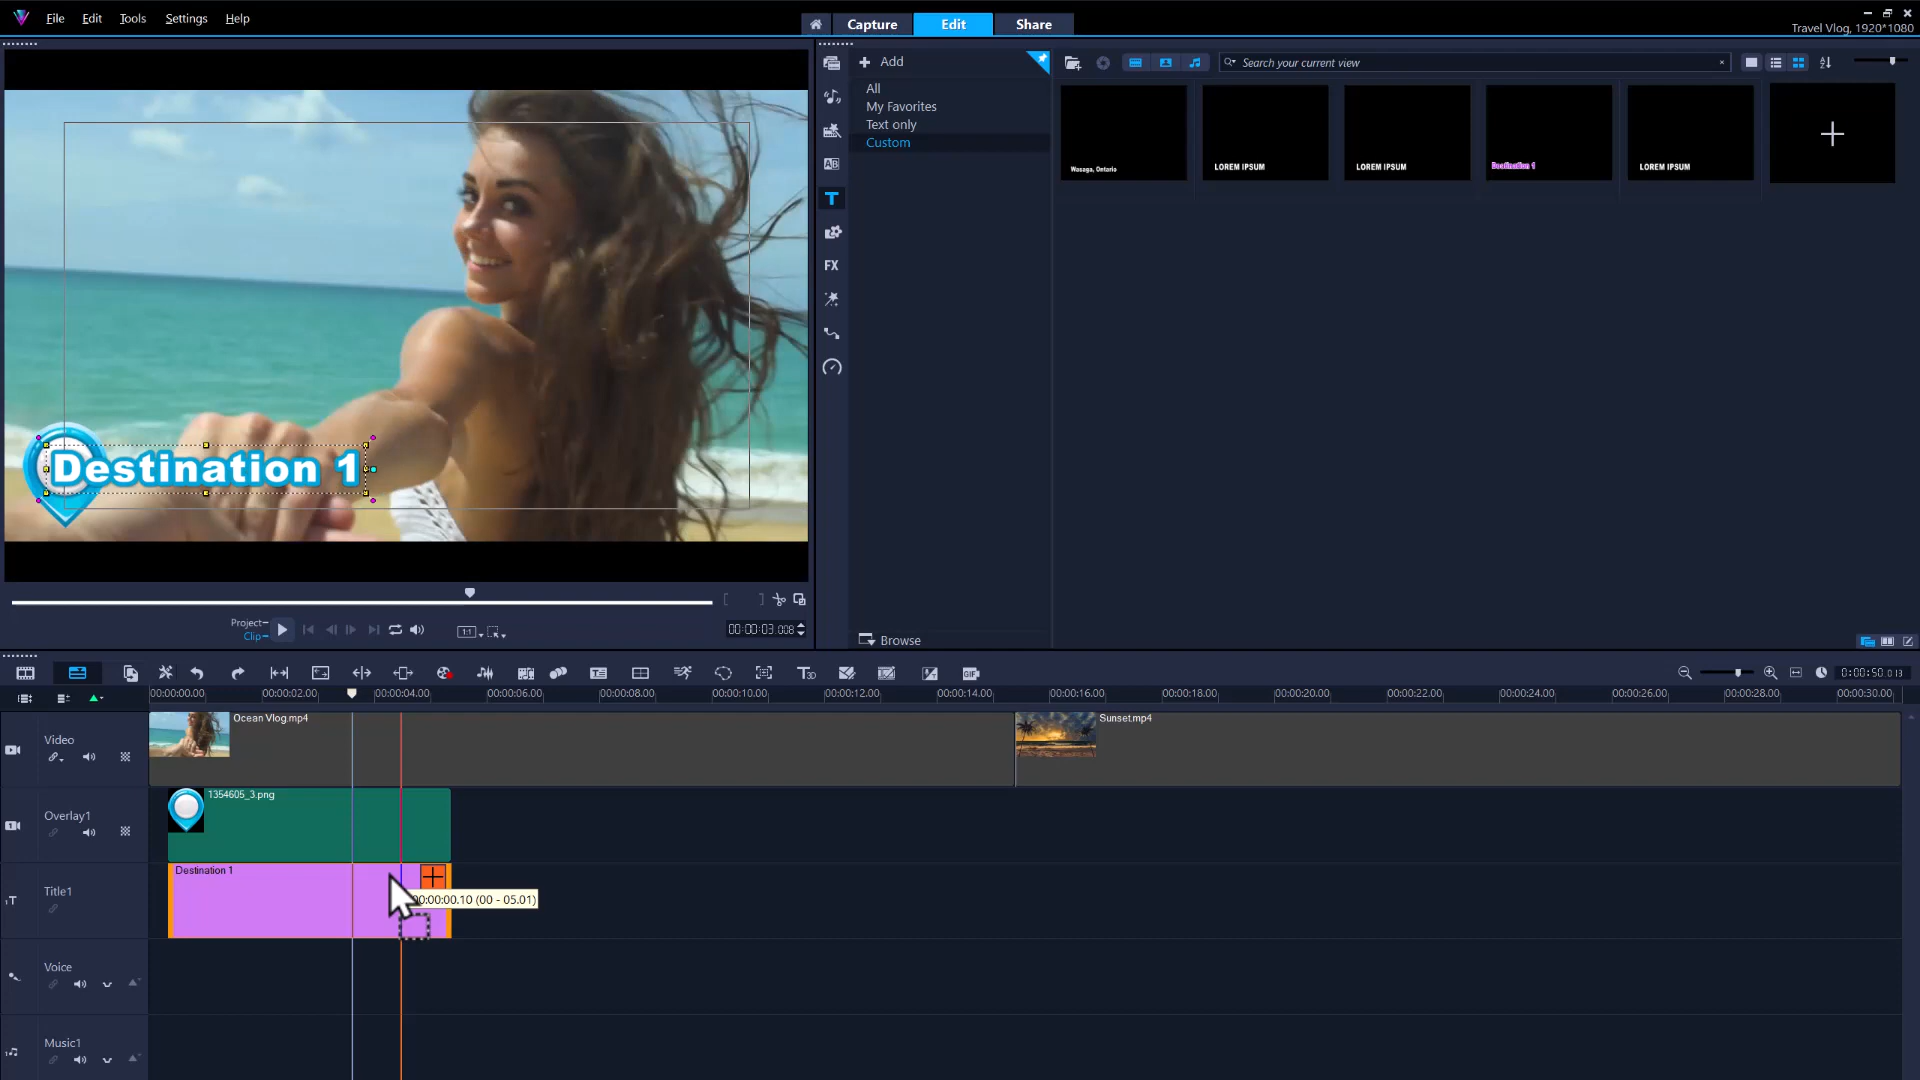 File Edit Tools Settings Help
Capture Edit Share
Travel Vlog, 1920*1080
Add
All
My Favorites
Text only
Custom
Search your current view
Wasaga, Ontario
LOREM IPSUM
LOREM IPSUM
Destination 1
LOREM IPSUM
Destination 1
Browse
Project
Clip
1:1
00:00:03.008
AB
T
FX
T3D
GIF
0:00:50.013
00:00:00.00 00:00:02.00 00:00:04.00 00:00:06.00 00:00:08.00 00:00:10.00 00:00:12.00 00:00:14.00 00:00:16.00 00:00:18.00 00:00:20.00 00:00:22.00 00:00:24.00 00:00:26.00 00:00:28.00 00:00:30.00
Video
Ocean Vlog.mp4
Sunset.mp4
Overlay1
1354605_3.png
Title1
Destination 1
00:00:00.10 (00 - 05.01)
Voice
Music1